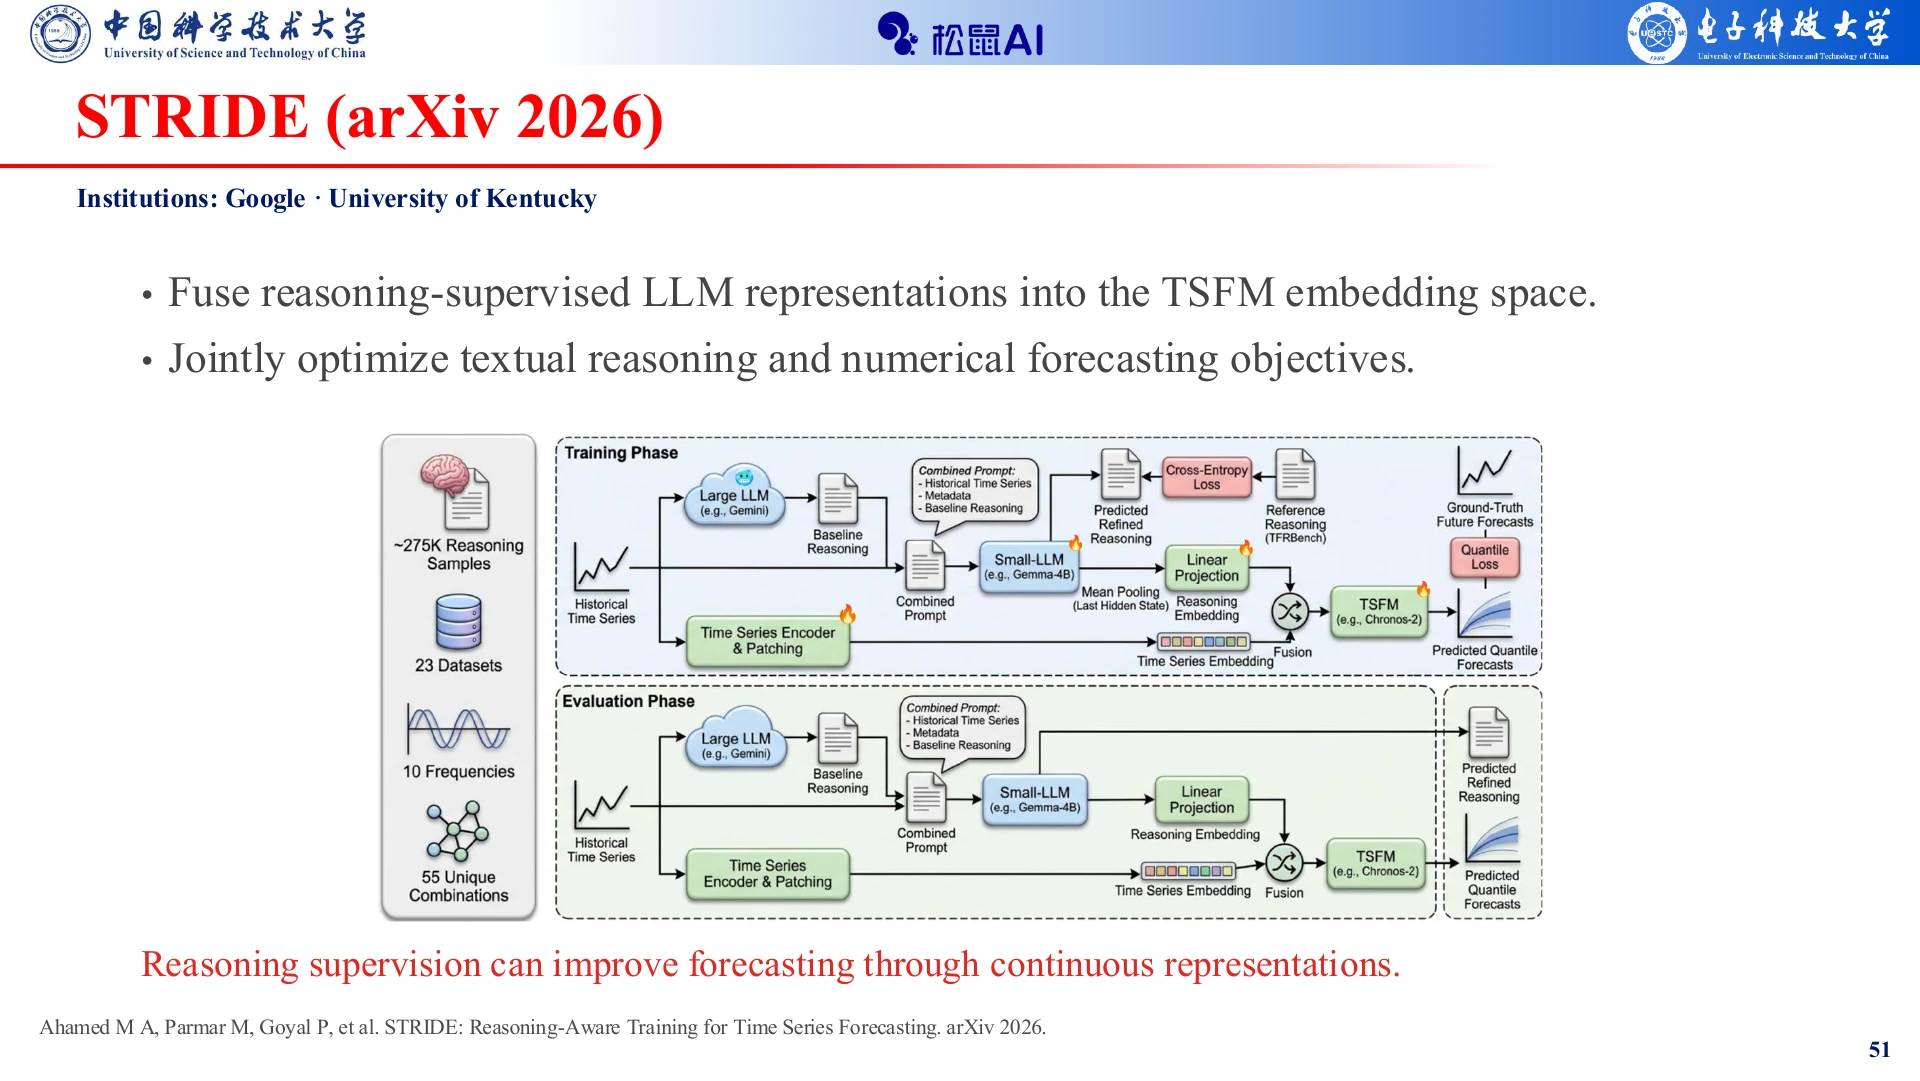 中国科学技术大学
University of Science and Technology of China
松鼠AI
电子科技大学
University of Electronic Science and Technology of China
STRIDE (arXiv 2026)
Institutions: Google · University of Kentucky
• Fuse reasoning-supervised LLM representations into the TSFM embedding space.
• Jointly optimize textual reasoning and numerical forecasting objectives.
~275K Reasoning
Samples
23 Datasets
10 Frequencies
55 Unique
Combinations
Training Phase
Historical
Time Series
Large LLM
(e.g., Gemini)
Baseline
Reasoning
Time Series Encoder
& Patching
Combined Prompt:
- Historical Time Series
- Metadata
- Baseline Reasoning
Combined
Prompt
Small-LLM
(e.g., Gemma-4B)
Predicted
Refined
Reasoning
Cross-Entropy
Loss
Reference
Reasoning
(TFRBench)
Mean Pooling
(Last Hidden State)
Linear
Projection
Reasoning
Embedding
Time Series Embedding
Fusion
TSFM
(e.g., Chronos-2)
Ground-Truth
Future Forecasts
Quantile
Loss
Predicted Quantile
Forecasts
Evaluation Phase
Historical
Time Series
Large LLM
(e.g., Gemini)
Baseline
Reasoning
Time Series
Encoder & Patching
Combined Prompt:
- Historical Time Series
- Metadata
- Baseline Reasoning
Combined
Prompt
Small-LLM
(e.g., Gemma-4B)
Linear
Projection
Reasoning Embedding
Time Series Embedding
Fusion
TSFM
(e.g., Chronos-2)
Predicted
Refined
Reasoning
Predicted
Quantile
Forecasts
Reasoning supervision can improve forecasting through continuous representations.
Ahamed M A, Parmar M, Goyal P, et al. STRIDE: Reasoning-Aware Training for Time Series Forecasting. arXiv 2026.
51